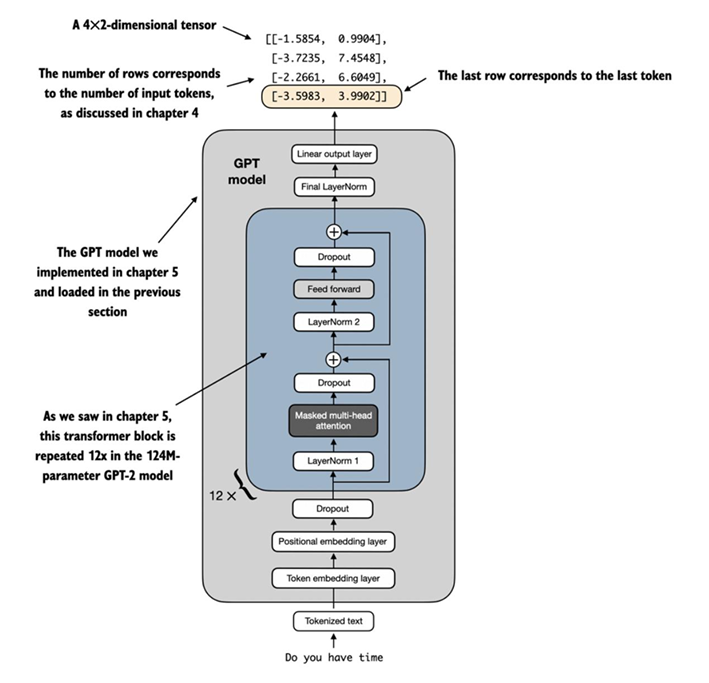 A 4×2-dimensional tensor
[[-1.5854, 0.9904],
[-3.7235, 7.4548],
[-2.2661, 6.6049],
[-3.5983, 3.9902]]
The number of rows corresponds
to the number of input tokens,
as discussed in chapter 4
The last row corresponds to the last token
GPT
model
Linear output layer
Final LayerNorm
The GPT model we
implemented in chapter 5
and loaded in the previous
section
+
Dropout
Feed forward
LayerNorm 2
+
Dropout
Masked multi-head
attention
LayerNorm 1
As we saw in chapter 5,
this transformer block is
repeated 12x in the 124M-
parameter GPT-2 model
12 ×
Dropout
Positional embedding layer
Token embedding layer
Tokenized text
Do you have time